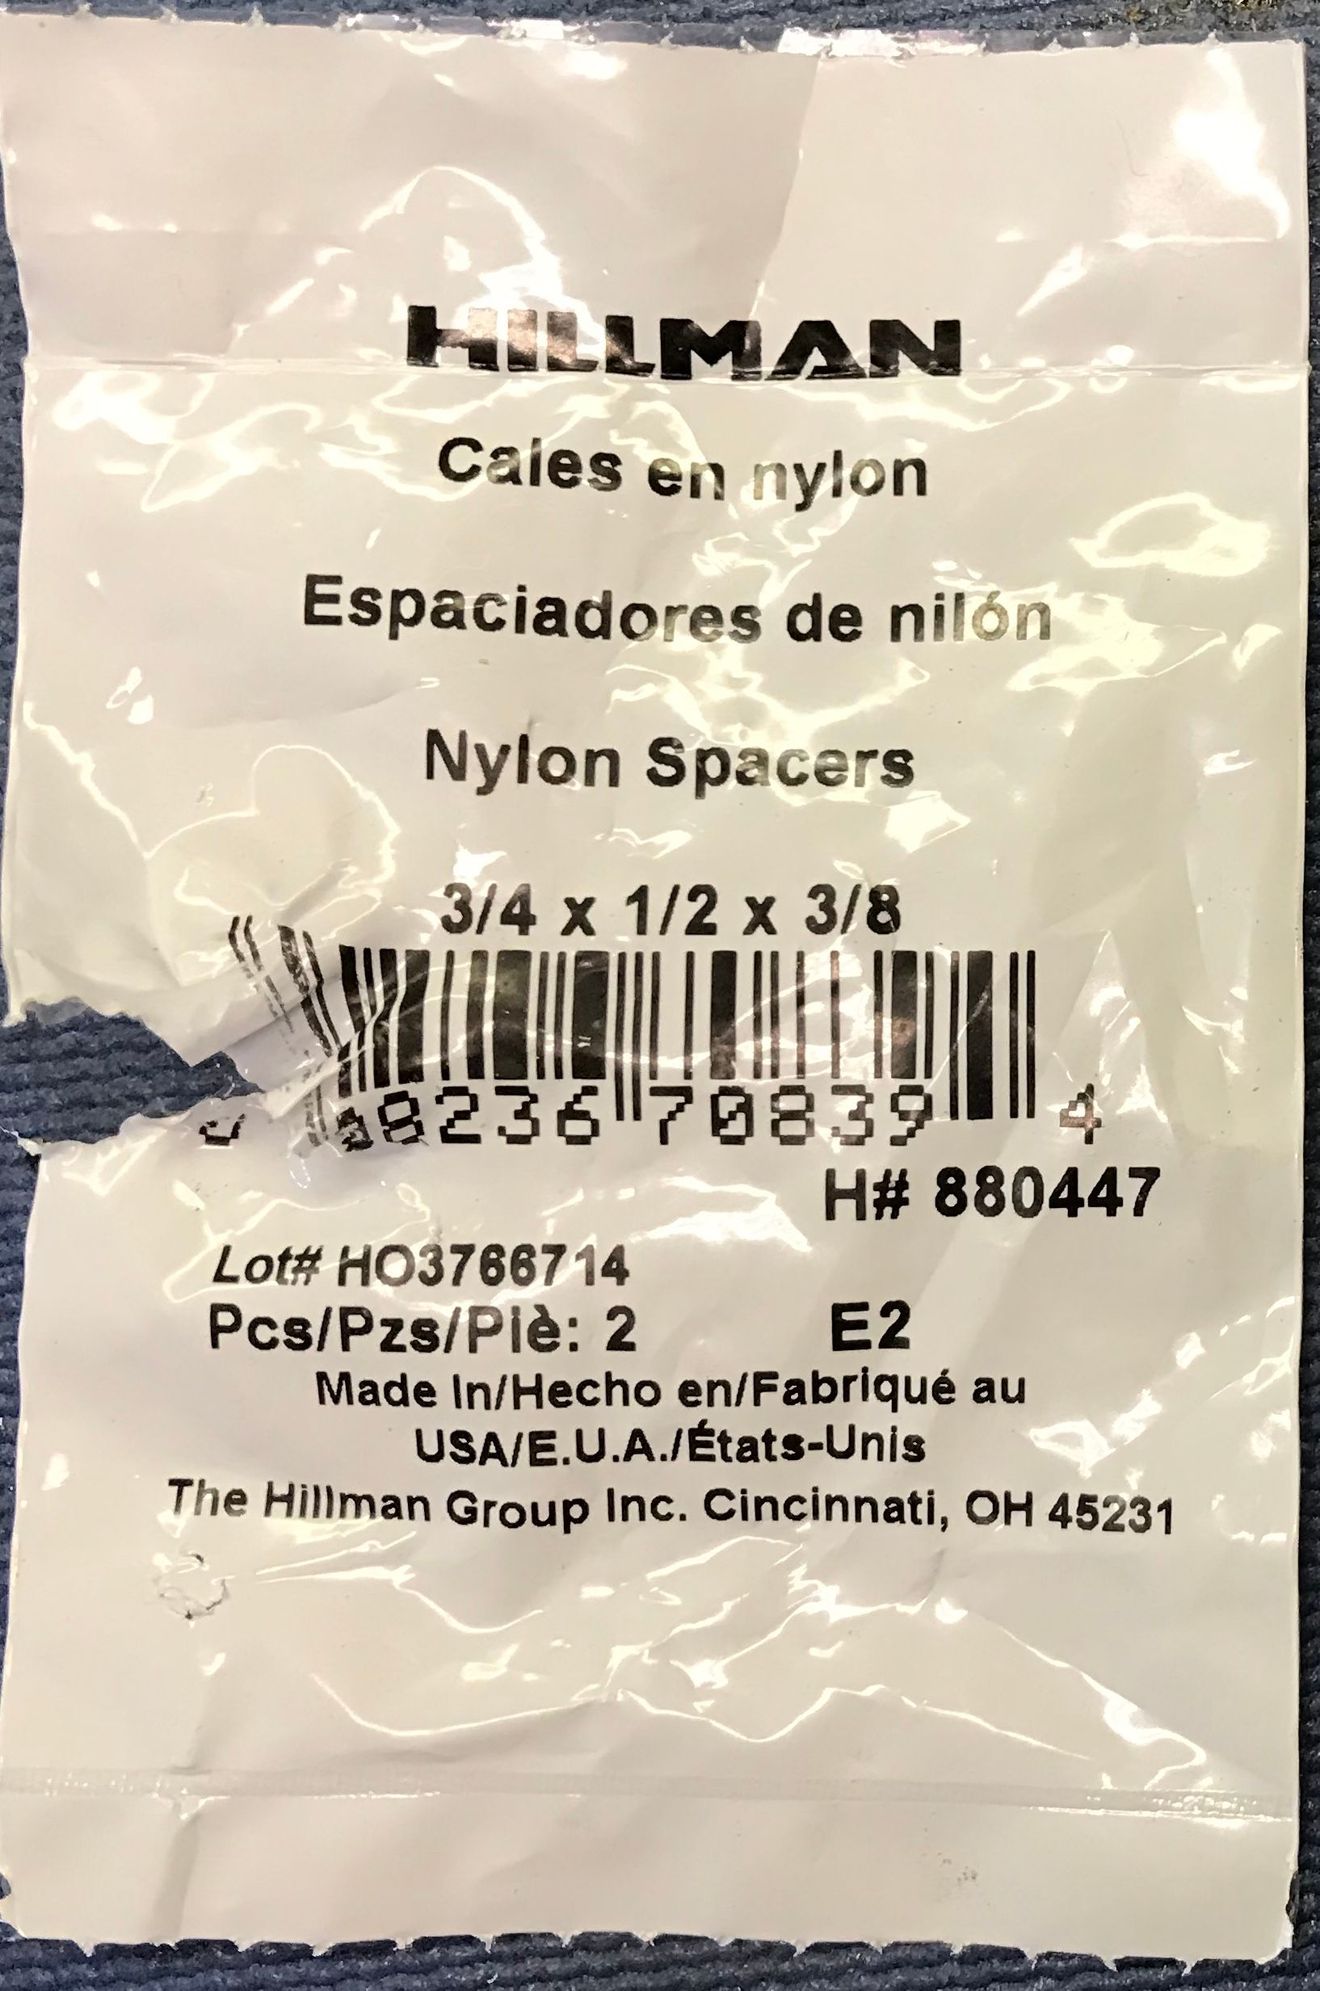 HILLMAN
Cales en nylon
Espaciadores de nilón
Nylon Spacers
3/4 x 1/2 x 3/8
8236 70839 4
H# 880447
Lot# HO3766714
Pcs/Pzs/Piè: 2 E2
Made In/Hecho en/Fabriqué au
USA/E.U.A./États-Unis
The Hillman Group Inc. Cincinnati, OH 45231